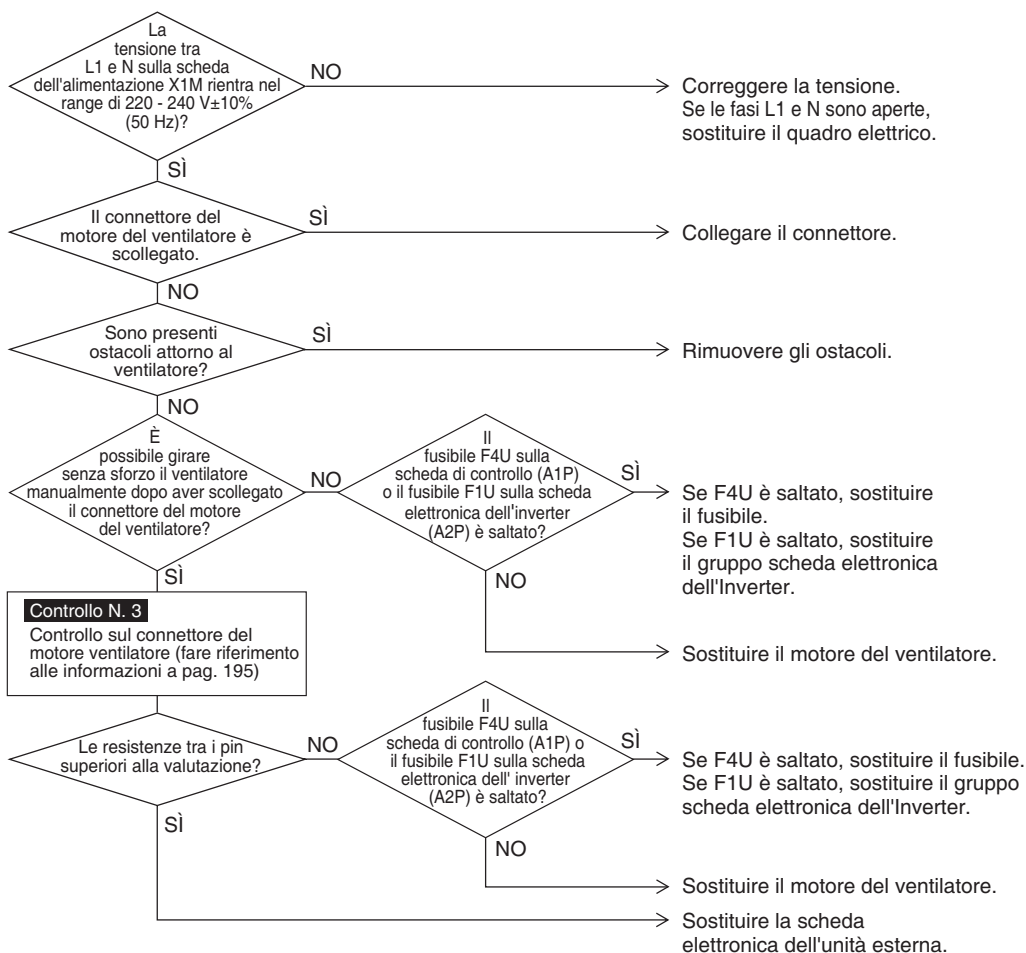 La
tensione tra
L1 e N sulla scheda
dell'alimentazione X1M rientra nel
range di 220 - 240 V±10%
(50 Hz)?
NO
Correggere la tensione.
Se le fasi L1 e N sono aperte,
sostituire il quadro elettrico.
SÌ
Il connettore del
motore del ventilatore è
scollegato.
SÌ
Collegare il connettore.
NO
Sono presenti
ostacoli attorno al
ventilatore?
SÌ
Rimuovere gli ostacoli.
NO
È
possibile girare
senza sforzo il ventilatore
manualmente dopo aver scollegato
il connettore del motore
del ventilatore?
NO
Il
fusibile F4U sulla
scheda di controllo (A1P)
o il fusibile F1U sulla scheda
elettronica dell'inverter
(A2P) è saltato?
SÌ
Se F4U è saltato, sostituire
il fusibile.
Se F1U è saltato, sostituire
il gruppo scheda elettronica
dell'Inverter.
NO
Sostituire il motore del ventilatore.
SÌ
Controllo N. 3
Controllo sul connettore del
motore ventilatore (fare riferimento
alle informazioni a pag. 195)
Le resistenze tra i pin
superiori alla valutazione?
NO
Il
fusibile F4U sulla
scheda di controllo (A1P) o
il fusibile F1U sulla scheda
elettronica dell' inverter
(A2P) è saltato?
SÌ
Se F4U è saltato, sostituire il fusibile.
Se F1U è saltato, sostituire il gruppo
scheda elettronica dell'Inverter.
NO
Sostituire il motore del ventilatore.
SÌ
Sostituire la scheda
elettronica dell'unità esterna.